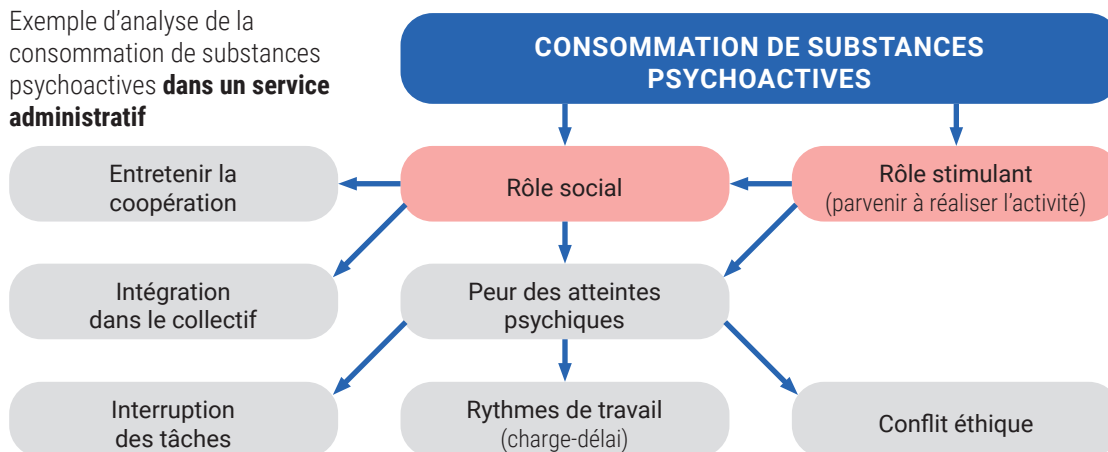 Exemple d’analyse de la
consommation de substances
psychoactives dans un service
administratif
CONSOMMATION DE SUBSTANCES
PSYCHOACTIVES
Entretenir la
coopération
Rôle social
Rôle stimulant
(parvenir à réaliser l’activité)
Intégration
dans le collectif
Peur des atteintes
psychiques
Interruption
des tâches
Rythmes de travail
(charge-délai)
Conflit éthique